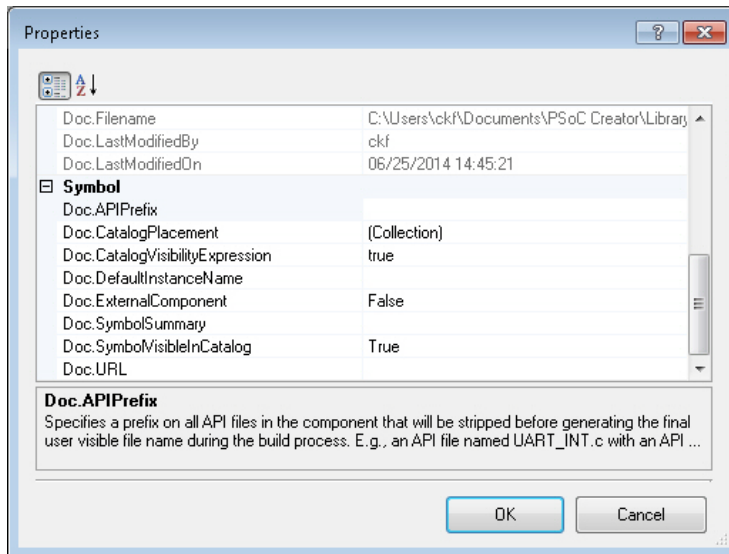 Properties
Doc.Filename C:\Users\ckf\Documents\PSoC Creator\Library
Doc.LastModifiedBy ckf
Doc.LastModifiedOn 06/25/2014 14:45:21
Symbol
Doc.APIPrefix
Doc.CatalogPlacement (Collection)
Doc.CatalogVisibilityExpression true
Doc.DefaultInstanceName
Doc.ExternalComponent False
Doc.SymbolSummary
Doc.SymbolVisibleInCatalog True
Doc.URL
Doc.APIPrefix
Specifies a prefix on all API files in the component that will be stripped before generating the final
user visible file name during the build process. E.g., an API file named UART_INT.c with an API ...
OK Cancel